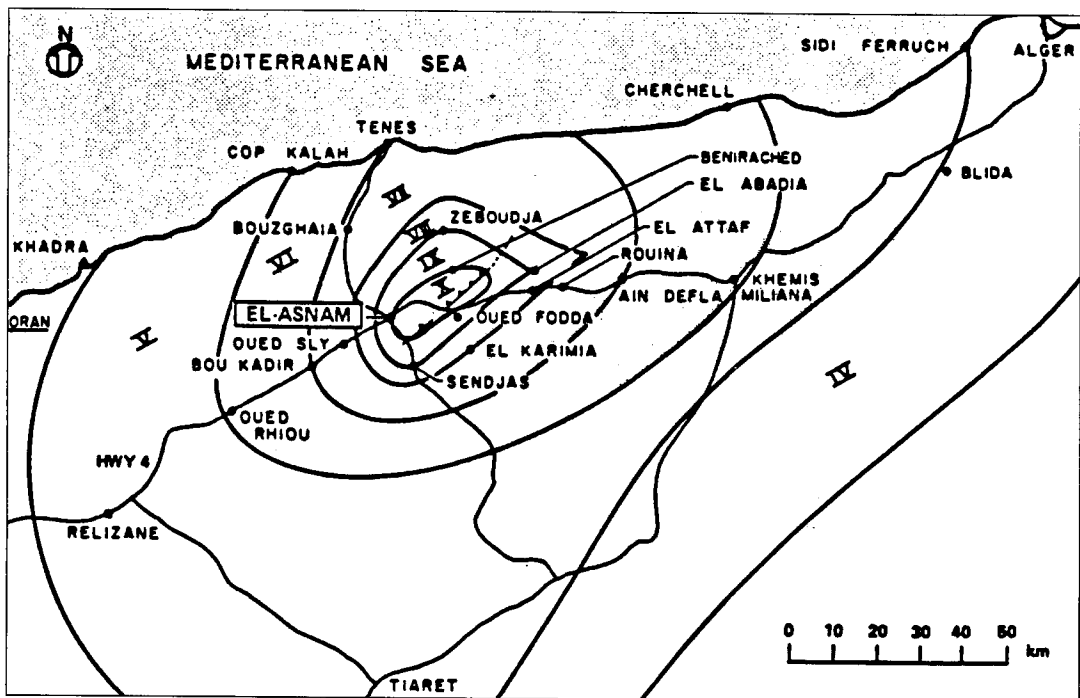 N
MEDITERRANEAN SEA
SIDI FERRUCH
ALGER
CHERCHELL
TENES
COP KALAH
BENIRACHED
EL ABADIA
BLIDA
VII
ZEBOUDJA
BOUZGHAIA
VIII
EL ATTAF
KHADRA
VI
IX
ROUINA
X
AIN DEFLA
KHEMIS
MILIANA
ORAN
EL-ASNAM
OUED FODDA
V
OUED SLY
EL KARIMIA
BOU KADIR
SENDJAS
IV
OUED
RHIOU
HWY 4
RELIZANE
TIARET
0 10 20 30 40 50
km